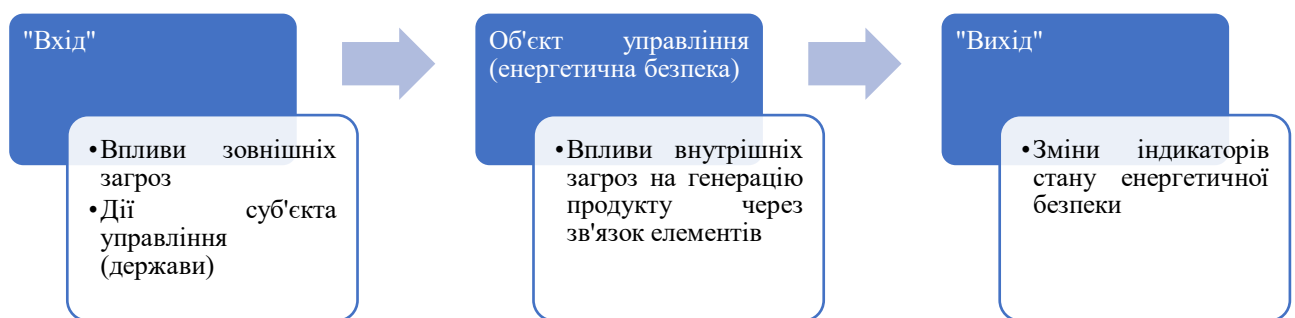 "Вхід"
•Впливи зовнішніх
загроз
•Дії суб'єкта
управління
(держави)
Об'єкт управління
(енергетична безпека)
•Впливи внутрішніх
загроз на генерацію
продукту через
зв'язок елементів
"Вихід"
•Зміни індикаторів
стану енергетичної
безпеки